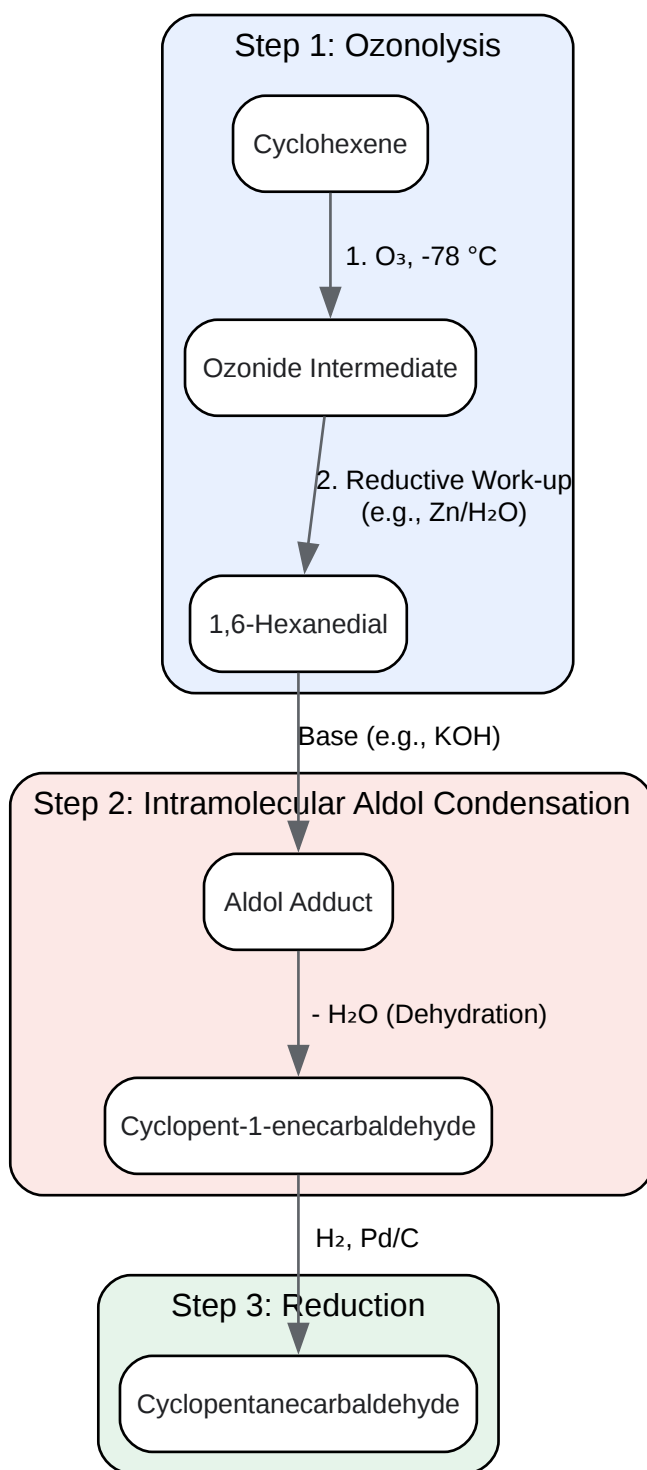 Step 1: Ozonolysis
Cyclohexene
1. O₃, -78 °C
Ozonide Intermediate
2. Reductive Work-up
(e.g., Zn/H₂O)
1,6-Hexanedial
Base (e.g., KOH)
Step 2: Intramolecular Aldol Condensation
Aldol Adduct
- H₂O (Dehydration)
Cyclopent-1-enecarbaldehyde
H₂, Pd/C
Step 3: Reduction
Cyclopentanecarbaldehyde